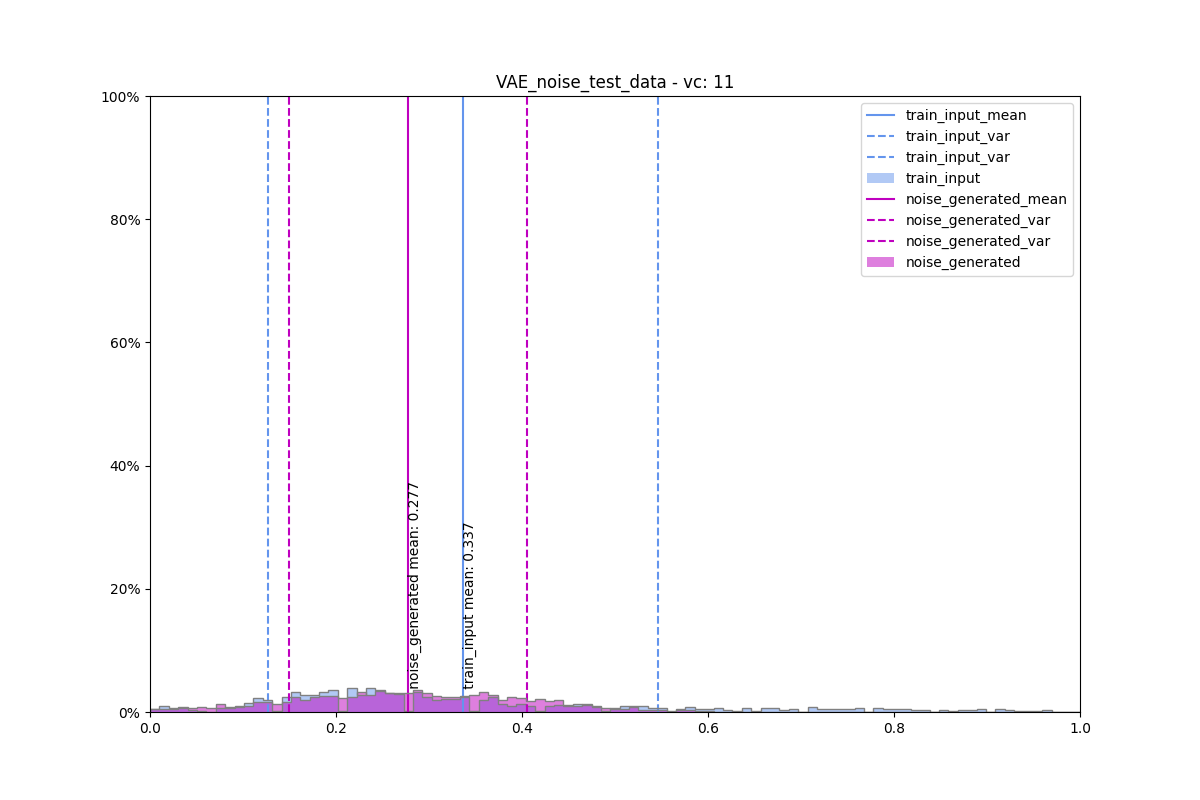 VAE_noise_test_data - vc: 11
100%
80%
60%
40%
20%
0%
0.0
0.2
0.4
0.6
0.8
1.0
noise_generated mean: 0.277
train_input mean: 0.337
train_input_mean
train_input_var
train_input_var
train_input
noise_generated_mean
noise_generated_var
noise_generated_var
noise_generated